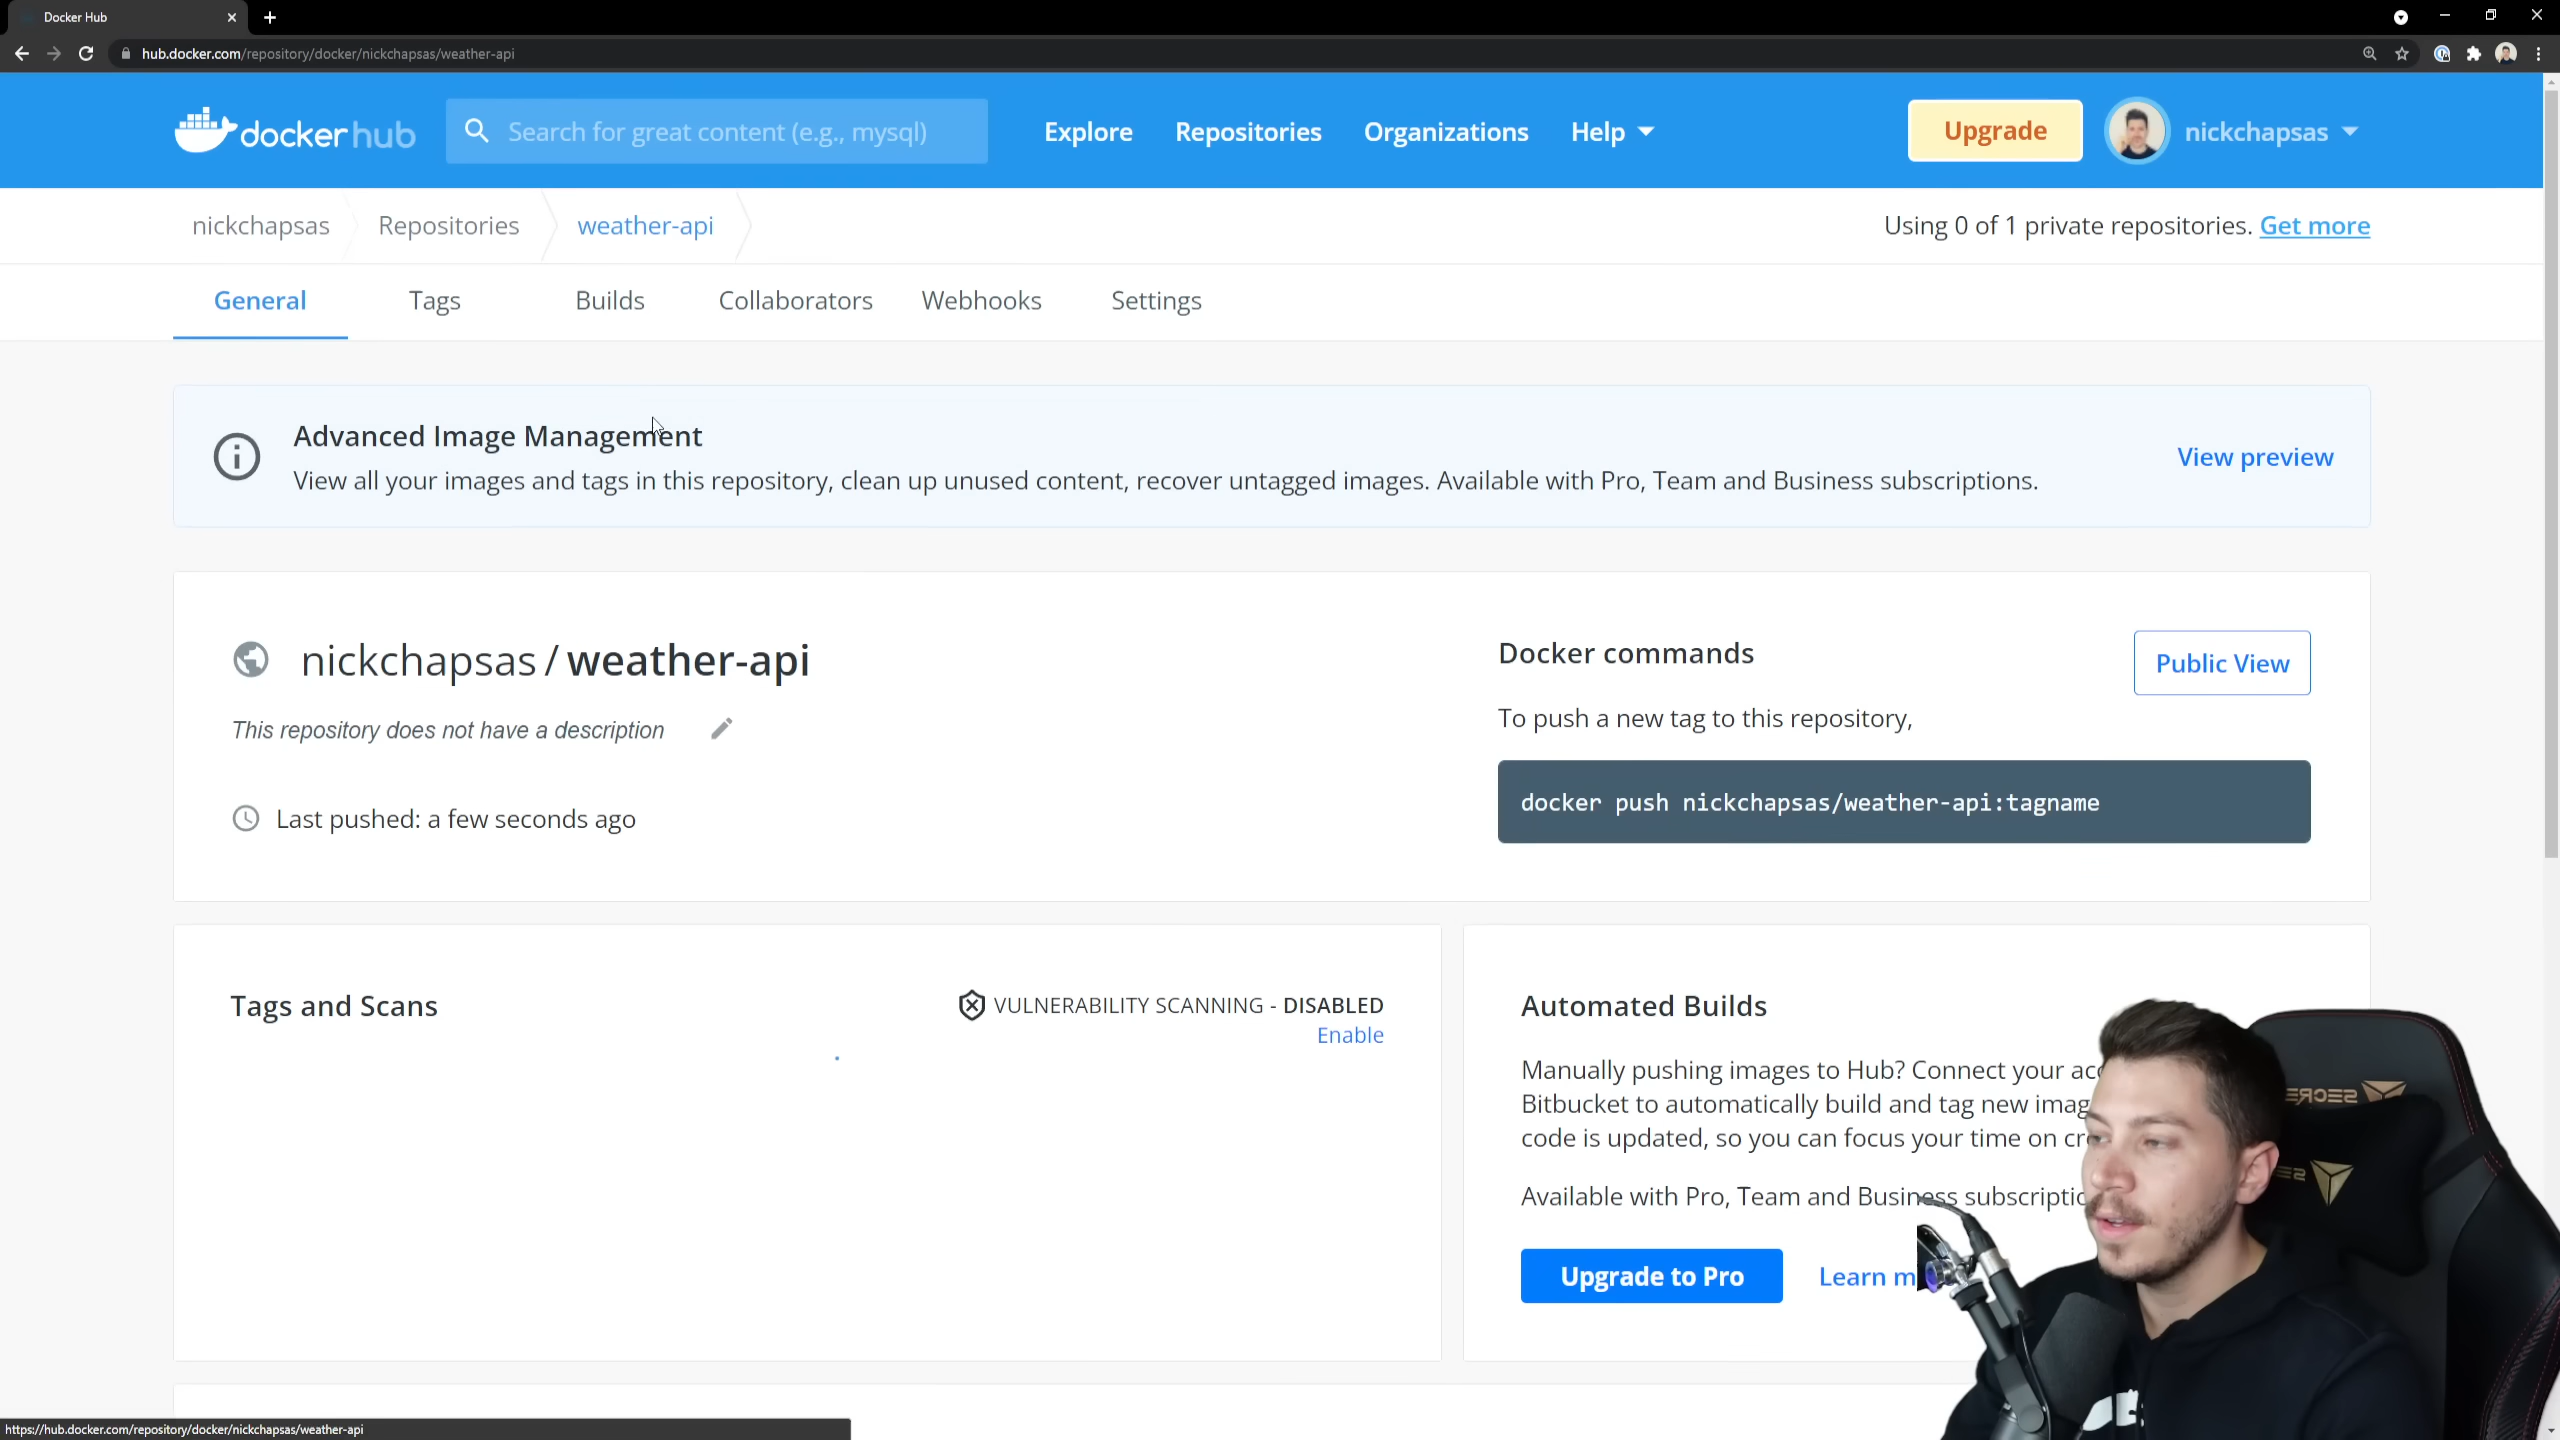 Docker Hub
hub.docker.com/repository/docker/nickchapsas/weather-api
docker hub
Search for great content (e.g., mysql)
Explore
Repositories
Organizations
Help
Upgrade
nickchapsas
nickchapsas
Repositories
weather-api
Using 0 of 1 private repositories. Get more
General
Tags
Builds
Collaborators
Webhooks
Settings
Advanced Image Management
View all your images and tags in this repository, clean up unused content, recover untagged images. Available with Pro, Team and Business subscriptions.
View preview
nickchapsas / weather-api
This repository does not have a description
Last pushed: a few seconds ago
Docker commands
Public View
To push a new tag to this repository,
docker push nickchapsas/weather-api:tagname
Tags and Scans
VULNERABILITY SCANNING - DISABLED
Enable
Automated Builds
Manually pushing images to Hub? Connect your
Bitbucket to automatically build and tag new
code is updated, so you can focus your time on
Available with Pro, Team and Business
Upgrade to Pro
Learn
https://hub.docker.com/repository/docker/nickchapsas/weather-api